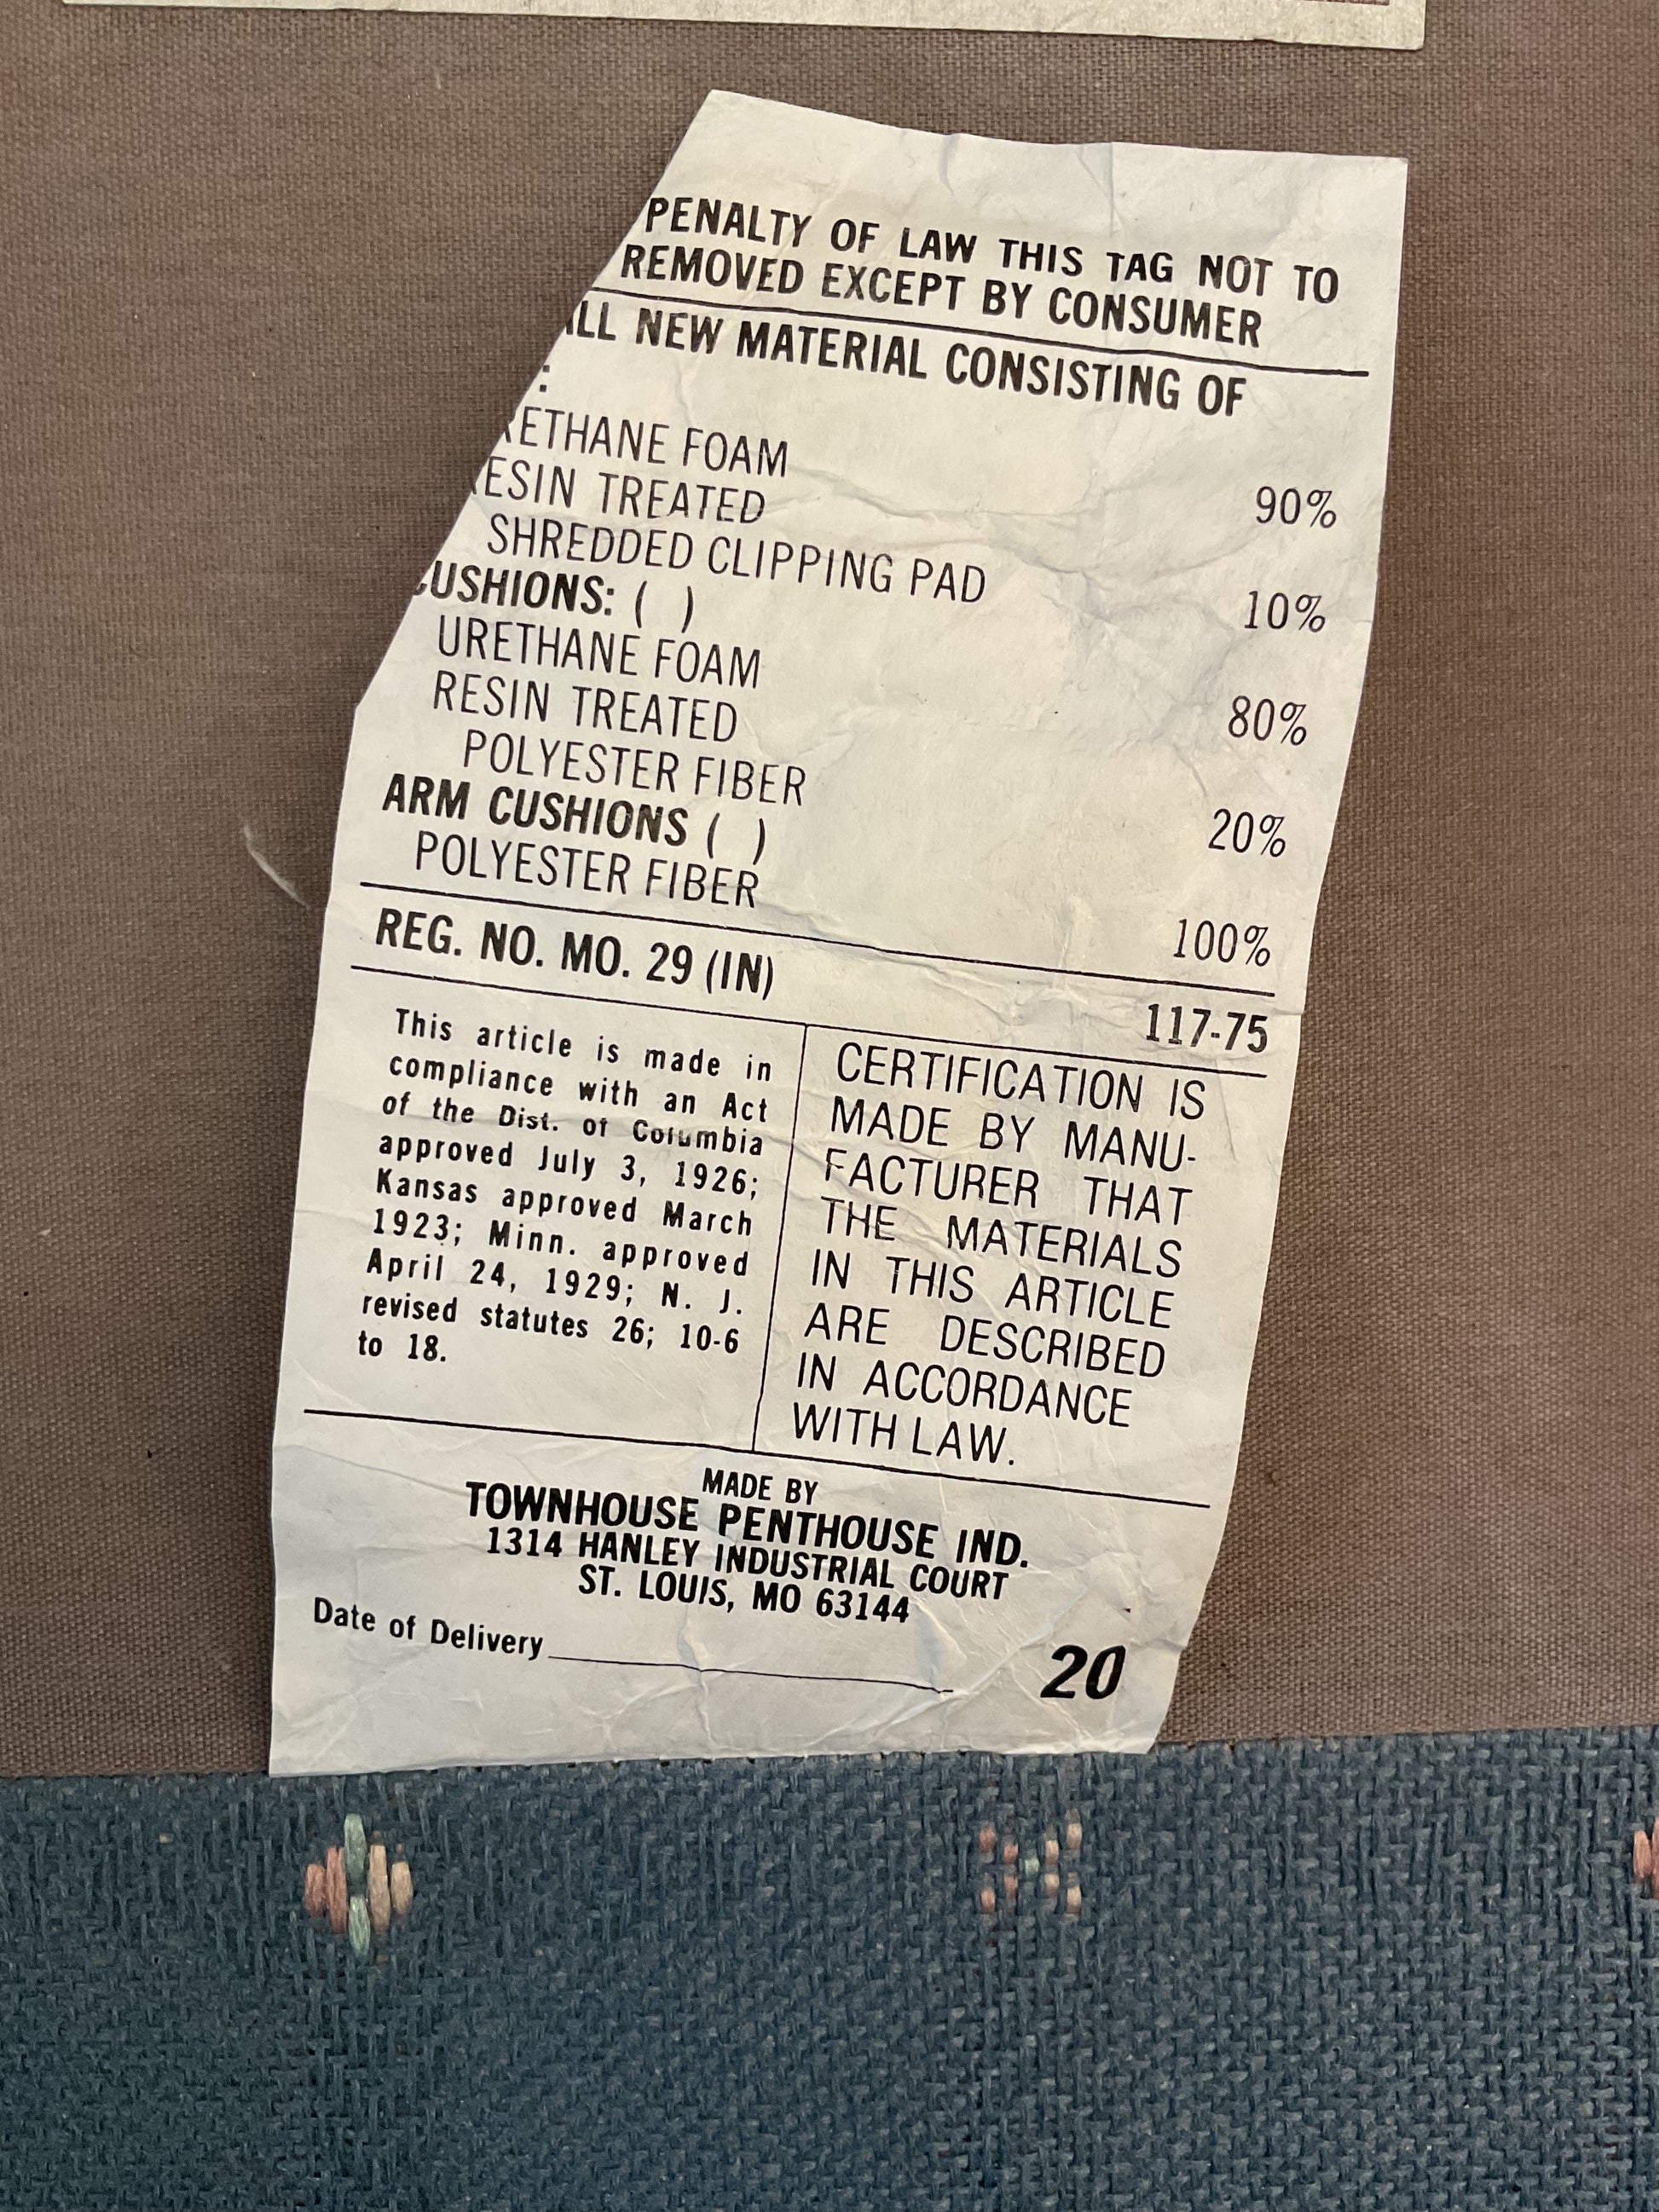 PENALTY OF LAW THIS TAG NOT TO
REMOVED EXCEPT BY CONSUMER
ALL NEW MATERIAL CONSISTING OF
:
RETHANE FOAM 90%
RESIN TREATED
SHREDDED CLIPPING PAD 10%
CUSHIONS: ( )
URETHANE FOAM 80%
RESIN TREATED
POLYESTER FIBER 20%
ARM CUSHIONS ( )
POLYESTER FIBER 100%
REG. NO. MO. 29 (IN) 117-75
This article is made in
compliance with an Act
of the Dist. of Columbia
approved July 3, 1926;
Kansas approved March
1923; Minn. approved
April 24, 1929; N. J.
revised statutes 26; 10-6
to 18.
CERTIFICATION IS
MADE BY MANU-
FACTURER THAT
THE MATERIALS
IN THIS ARTICLE
ARE DESCRIBED
IN ACCORDANCE
WITH LAW.
MADE BY
TOWNHOUSE PENTHOUSE IND.
1314 HANLEY INDUSTRIAL COURT
ST. LOUIS, MO 63144
Date of Delivery
20